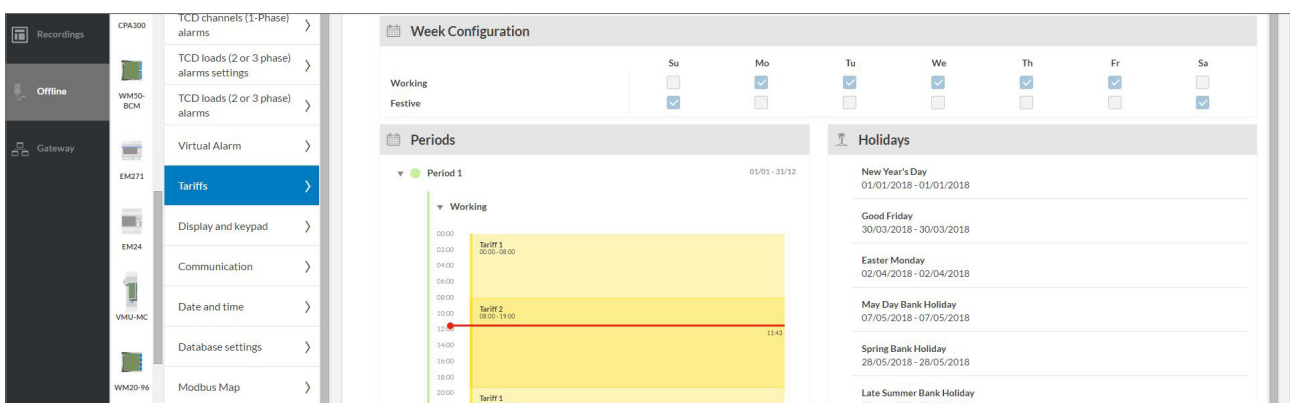 Recordings
Offline
Gateway
CPA300
WM50-
BCM
EM271
EM24
VMU-MC
WM20-96
TCD channels (1-Phase)
alarms
TCD loads (2 or 3 phase)
alarms settings
TCD loads (2 or 3 phase)
alarms
Virtual Alarm
Tariffs
Display and keypad
Communication
Date and time
Database settings
Modbus Map
Week Configuration
Su Mo Tu We Th Fr Sa
Working
Festive
Periods
Period 1 01/01 - 31/12
Working
00:00
02:00
04:00
06:00
08:00
10:00
14:00
16:00
18:00
20:00
Tariff 1
00:00 - 08:00
Tariff 2
08:00 - 19:00
11:43
Tariff 1
Holidays
New Year's Day
01/01/2018 - 01/01/2018
Good Friday
30/03/2018 - 30/03/2018
Easter Monday
02/04/2018 - 02/04/2018
May Day Bank Holiday
07/05/2018 - 07/05/2018
Spring Bank Holiday
28/05/2018 - 28/05/2018
Late Summer Bank Holiday